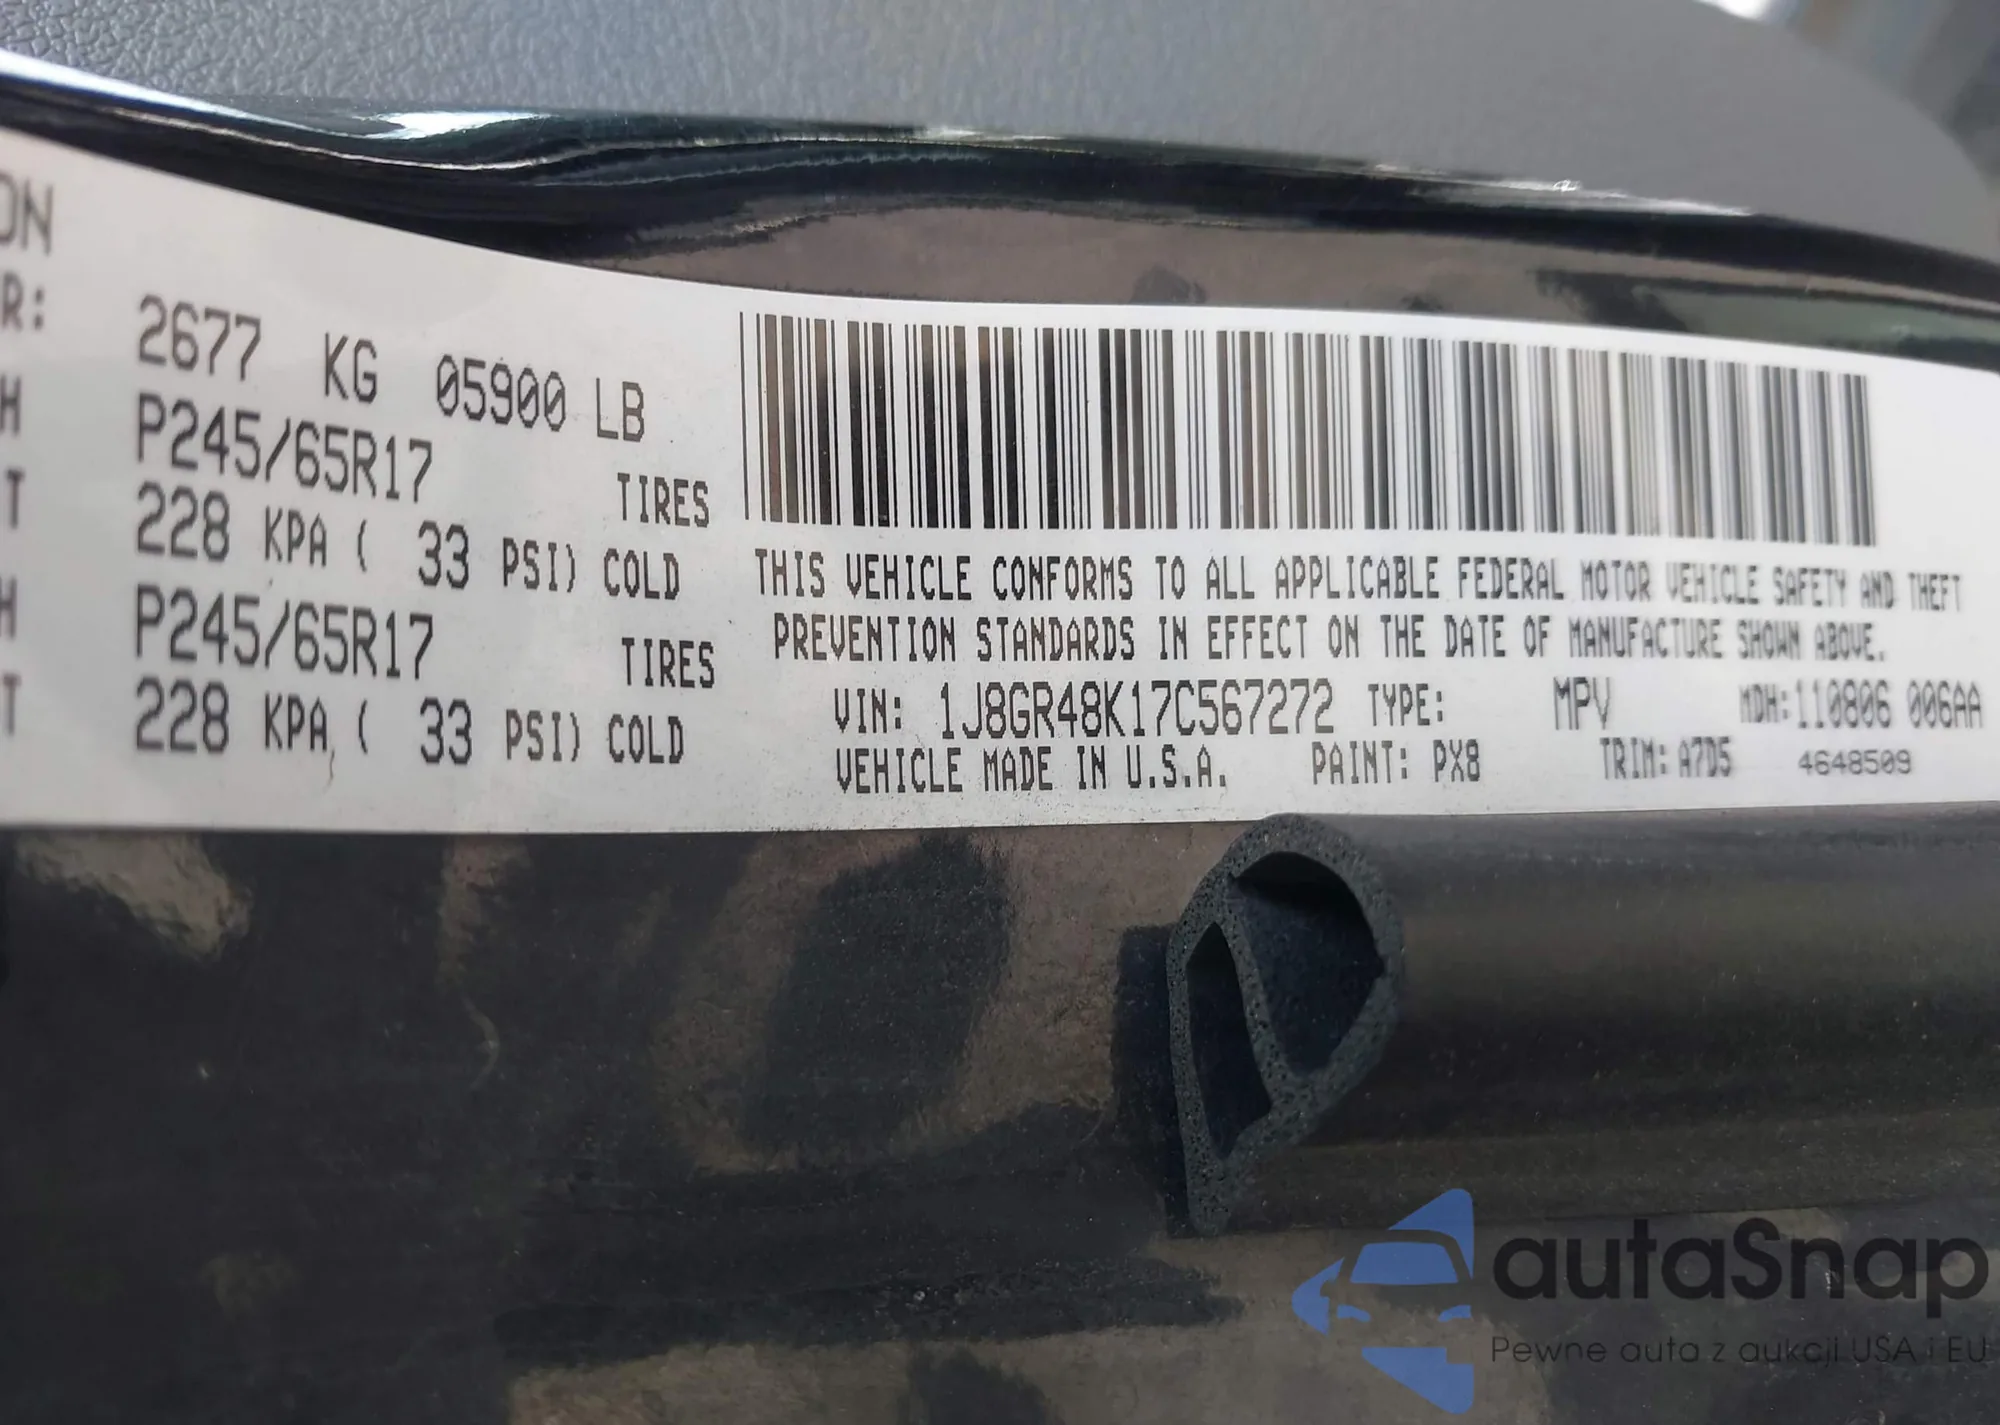 ON
R: 2677 KG 05900 LB
H P245/65R17 TIRES
T 228 KPA ( 33 PSI) COLD
H P245/65R17 TIRES
T 228 KPA ( 33 PSI) COLD
THIS VEHICLE CONFORMS TO ALL APPLICABLE FEDERAL MOTOR VEHICLE SAFETY AND THEFT
PREVENTION STANDARDS IN EFFECT ON THE DATE OF MANUFACTURE SHOWN ABOVE.
VIN: 1J8GR48K17C567272 TYPE: MPV MDH:110806 006AA
VEHICLE MADE IN U.S.A. PAINT: PX8 TRIM: A7D5 4648509
autaSnap
Pewne auta z aukcji USA i EU